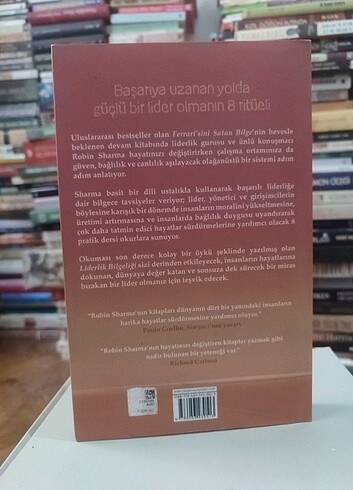 Başarıya uzanan yolda
güçlü bir lider olmanın 8 ritüeli
Uluslararası bestseller olan Ferrari'sini Satan Bilge'nin hevesle
beklenen devam kitabında liderlik gurusu ve ünlü konuşmacı
Robin Sharma hayatınızı değiştirirken çalışma ortamınıza da
güven, bağlılık ve canlılık aşılayacak olağanüstü bir sistemi adım
adım anlatıyor.
Sharma basit bir dili ustalıkla kullanarak başarılı liderliğe
dair bilgece tavsiyeler veriyor; lider, yönetici ve girişimcilerin
böylesine karışık bir dönemde insanların moralini yükseltmesine,
üretimi artırmasına ve insanlarda bağlılık duygusu uyandırarak
çok daha tatmin edici hayatlar sürdürmelerine yardımcı olacak 8
pratik dersi okurlara sunuyor.
Okuması son derece kolay bir öykü şeklinde yazılmış olan
Liderlik Bilgeliği sizi derinden etkileyecek, insanların hayatlarına
dokunan, dünyaya değer katan ve sonsuza dek sürecek bir miras
bırakan bir lider olmanız için teşvik edecek.
"Robin Sharma'nın kitapları dünyanın dört bir yanındaki insanların
harika hayatlar sürdürmesine yardımcı oluyor."
Paulo Coelho, Simyacı'nın yazarı
"Robin Sharma'nın hayatınızı değiştiren kitaplar yazmak gibi
nadir bulunan bir yeteneği var."
Richard Carlson